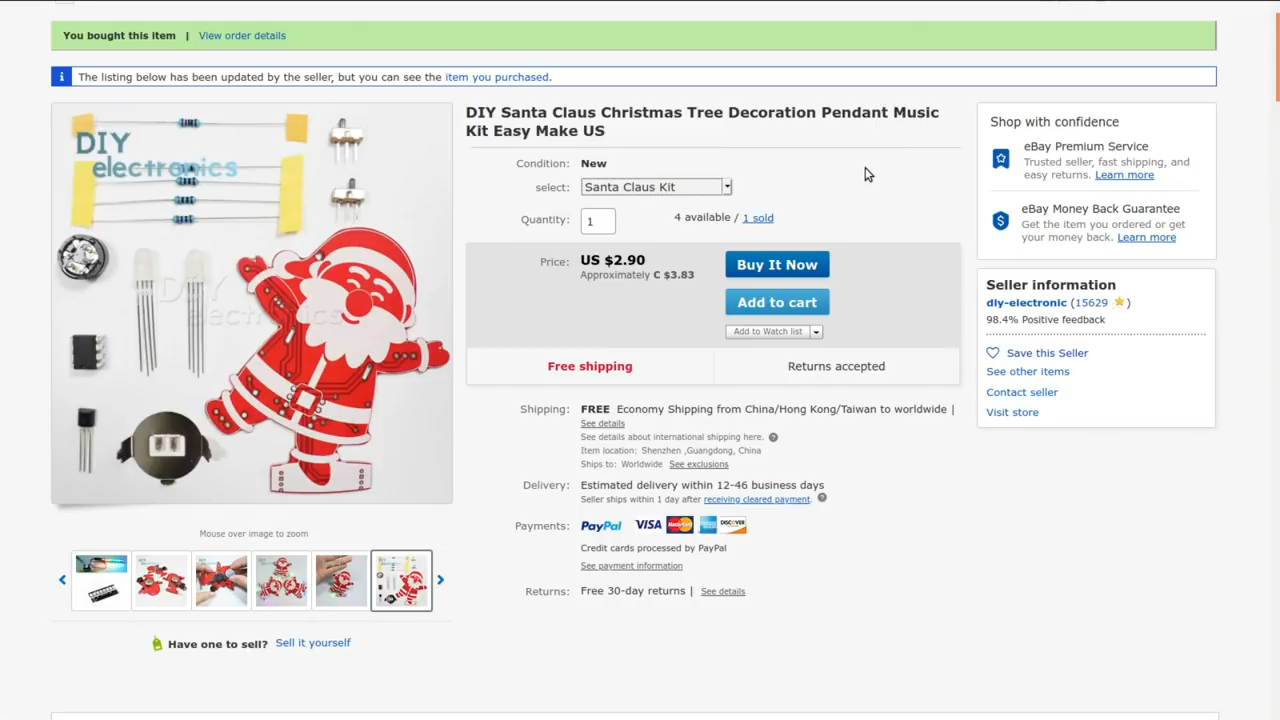 You bought this item | View order details
i The listing below has been updated by the seller, but you can see the item you purchased.
DIY
electronics
DIY
electronics
Mouse over image to zoom
Have one to sell? Sell it yourself
DIY Santa Claus Christmas Tree Decoration Pendant Music
Kit Easy Make US
Condition: New
select: Santa Claus Kit
Quantity: 1 4 available / 1 sold
Price: US $2.90
Approximately C $3.83
Buy It Now
Add to cart
Add to Watch list
Free shipping Returns accepted
Shipping: FREE Economy Shipping from China/Hong Kong/Taiwan to worldwide |
See details
See details about international shipping here. ?
Item location: Shenzhen ,Guangdong, China
Ships to: Worldwide See exclusions
Delivery: Estimated delivery within 12-46 business days
Seller ships within 1 day after receiving cleared payment. ?
Payments: PayPal VISA MasterCard DISCOVER
Credit cards processed by PayPal
See payment information
Returns: Free 30-day returns | See details
Shop with confidence
eBay Premium Service
Trusted seller, fast shipping, and
easy returns. Learn more
eBay Money Back Guarantee
Get the item you ordered or get
your money back. Learn more
Seller information
diy-electronic (15629 )
98.4% Positive feedback
Save this Seller
See other items
Contact seller
Visit store